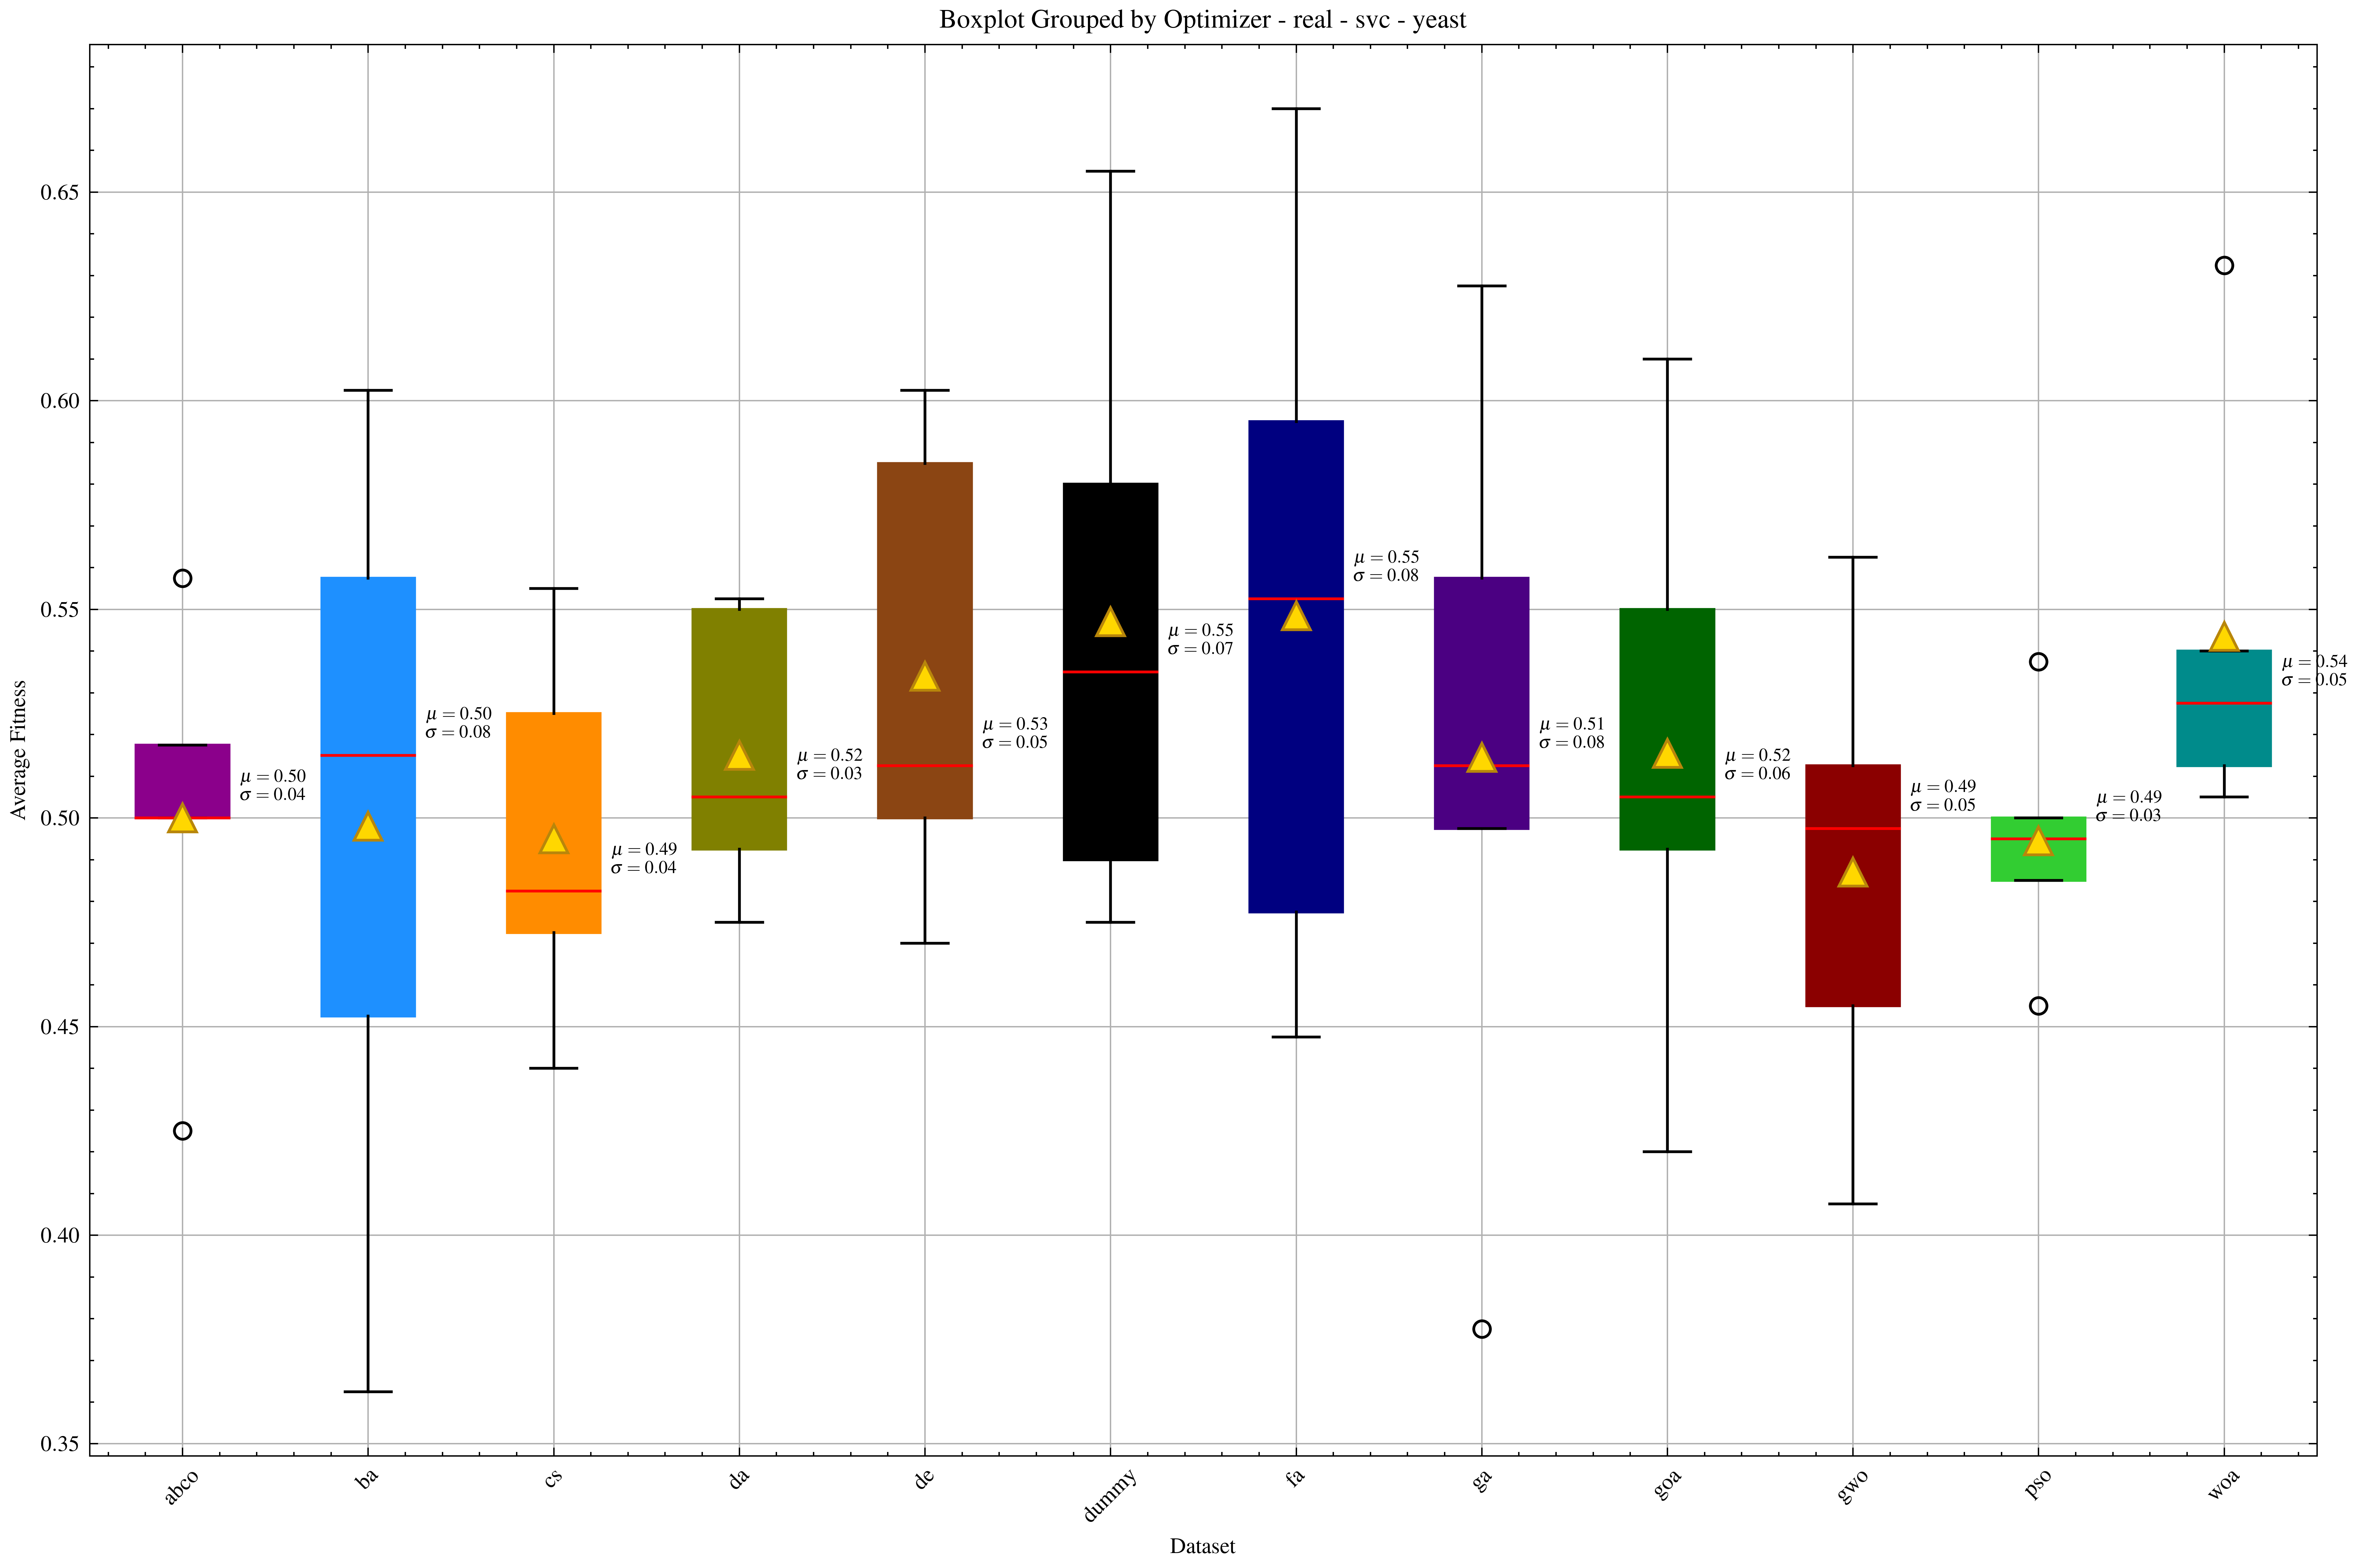 Boxplot Grouped by Optimizer - real - svc - yeast
Average Fitness
0.65
0.60
0.55
0.50
0.45
0.40
0.35
μ = 0.50
σ = 0.04
μ = 0.50
σ = 0.08
μ = 0.49
σ = 0.04
μ = 0.52
σ = 0.03
μ = 0.53
σ = 0.05
μ = 0.55
σ = 0.07
μ = 0.55
σ = 0.08
μ = 0.51
σ = 0.08
μ = 0.52
σ = 0.06
μ = 0.49
σ = 0.05
μ = 0.49
σ = 0.03
μ = 0.54
σ = 0.05
abco
ba
cs
da
de
dummy
fa
ga
goa
gwo
pso
woa
Dataset